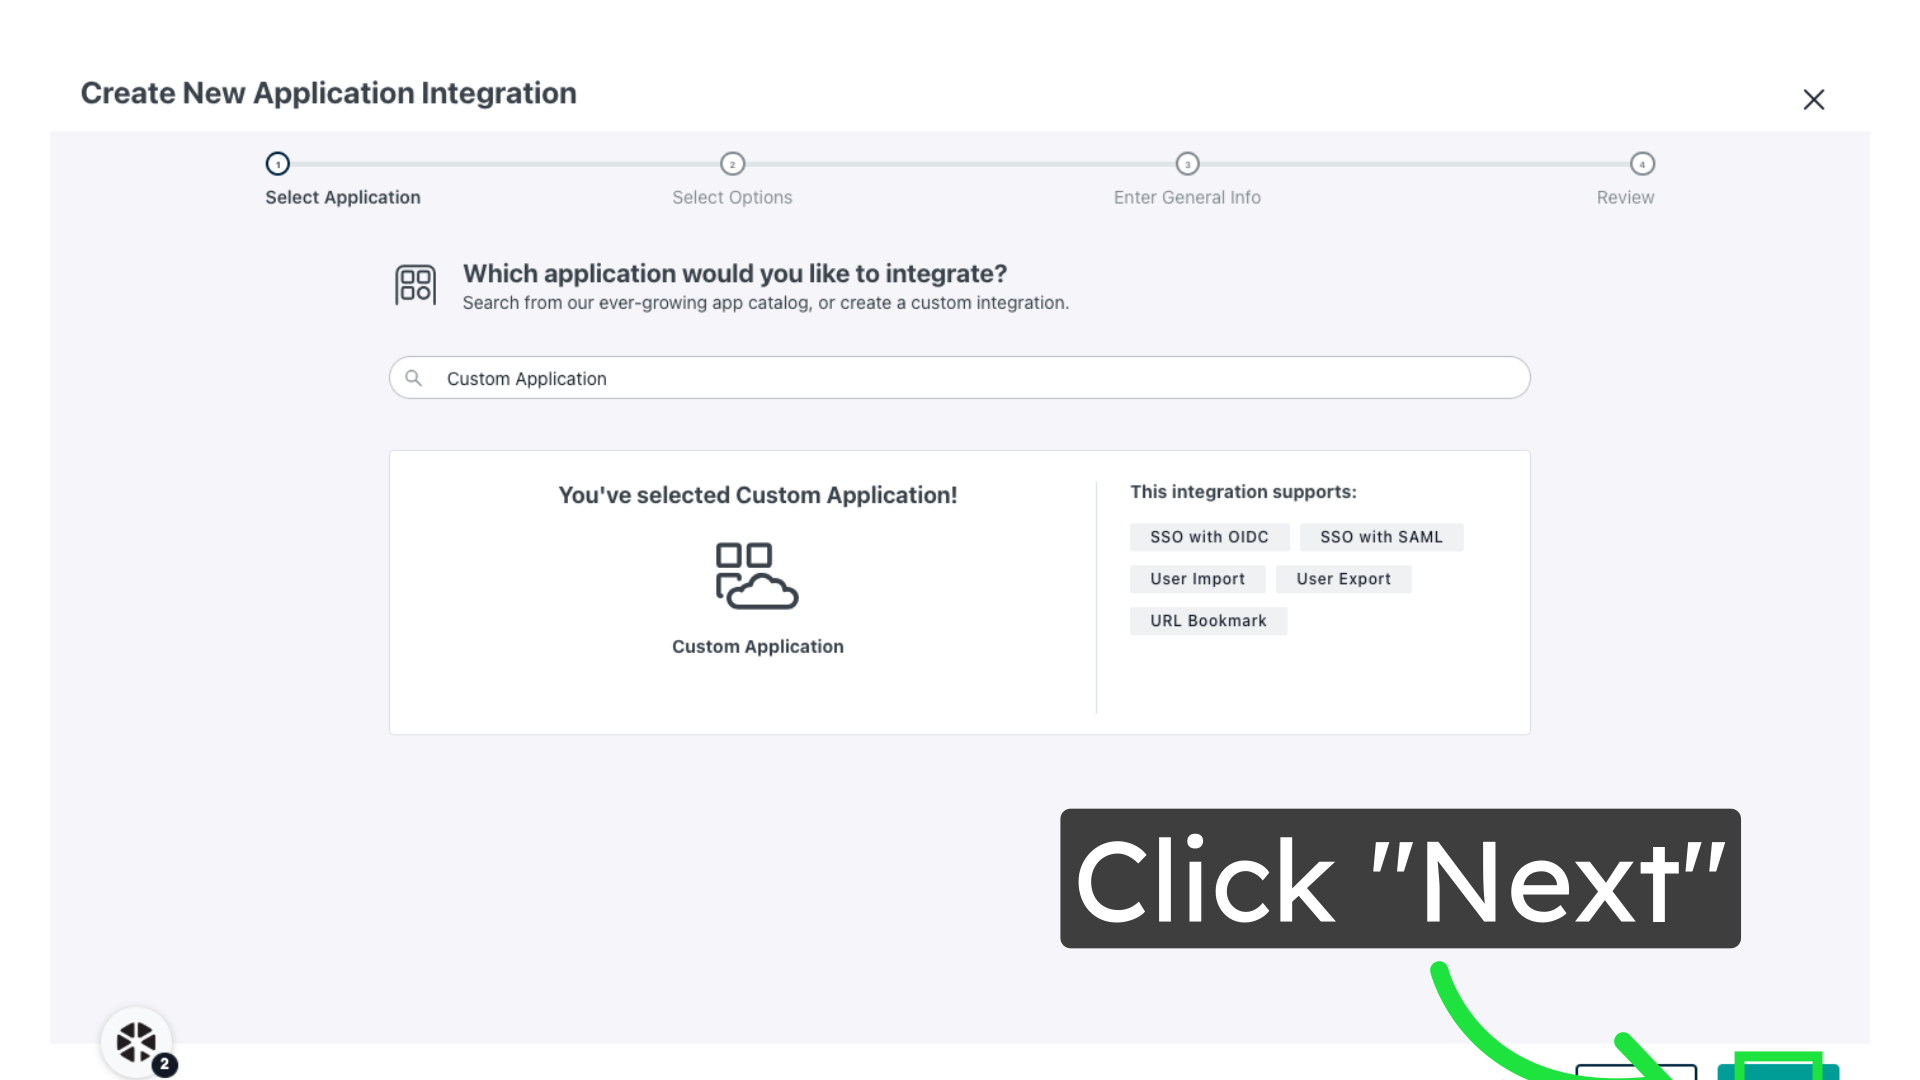 Create New Application Integration
1
2
3
4
Select Application
Select Options
Enter General Info
Review
Which application would you like to integrate?
Search from our ever-growing app catalog, or create a custom integration.
Custom Application
You've selected Custom Application!
Custom Application
This integration supports:
SSO with OIDC
SSO with SAML
User Import
User Export
URL Bookmark
Click "Next"
2